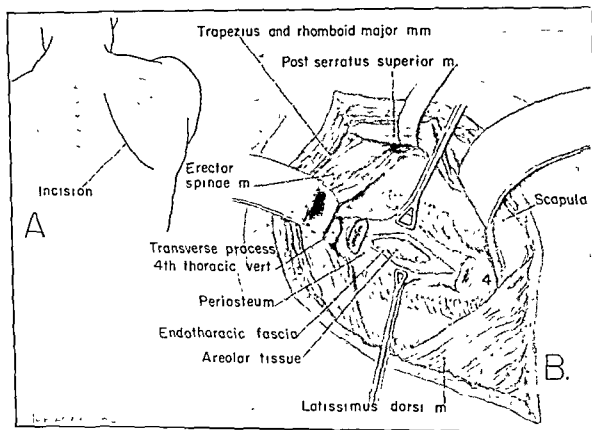 Trapezius and rhomboid major mm
Post serratus superior m.
Erector
spinae m
Incision
Scapula
A
Transverse process
4th thoracic vert
4
Periosteum
Endothoracic fascia
Areolar tissue
B.
Latissimus dorsi m